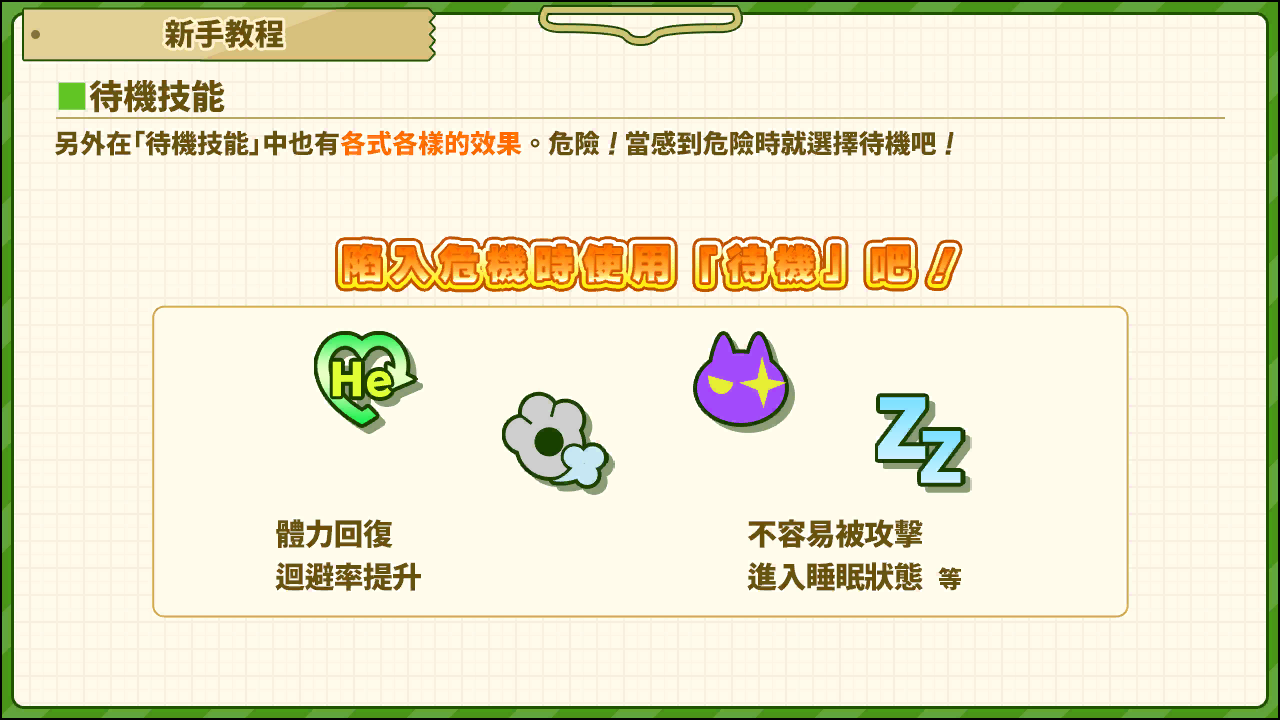 新手教程
待機技能
另外在「待機技能」中也有各式各樣的效果。危險！當感到危險時就選擇待機吧！
陷入危機時使用「待機」吧！
He
ZZ
體力回復
迴避率提升
不容易被攻擊
進入睡眠狀態 等